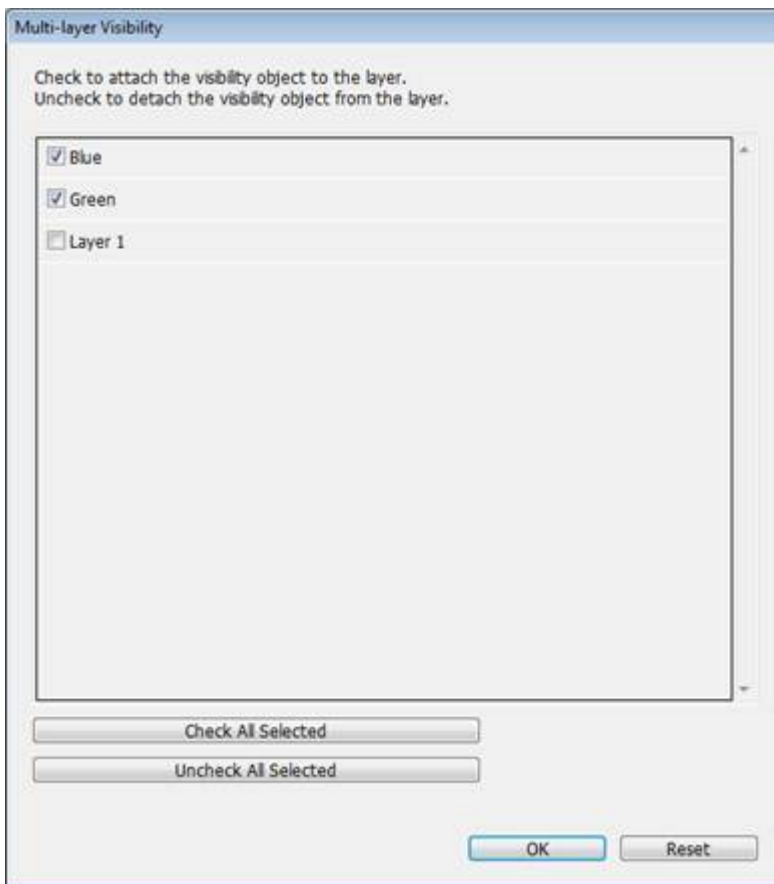 Multi-layer Visibility
Check to attach the visibility object to the layer.
Uncheck to detach the visibility object from the layer.
Blue
Green
Layer 1
Check All Selected
Uncheck All Selected
OK
Reset